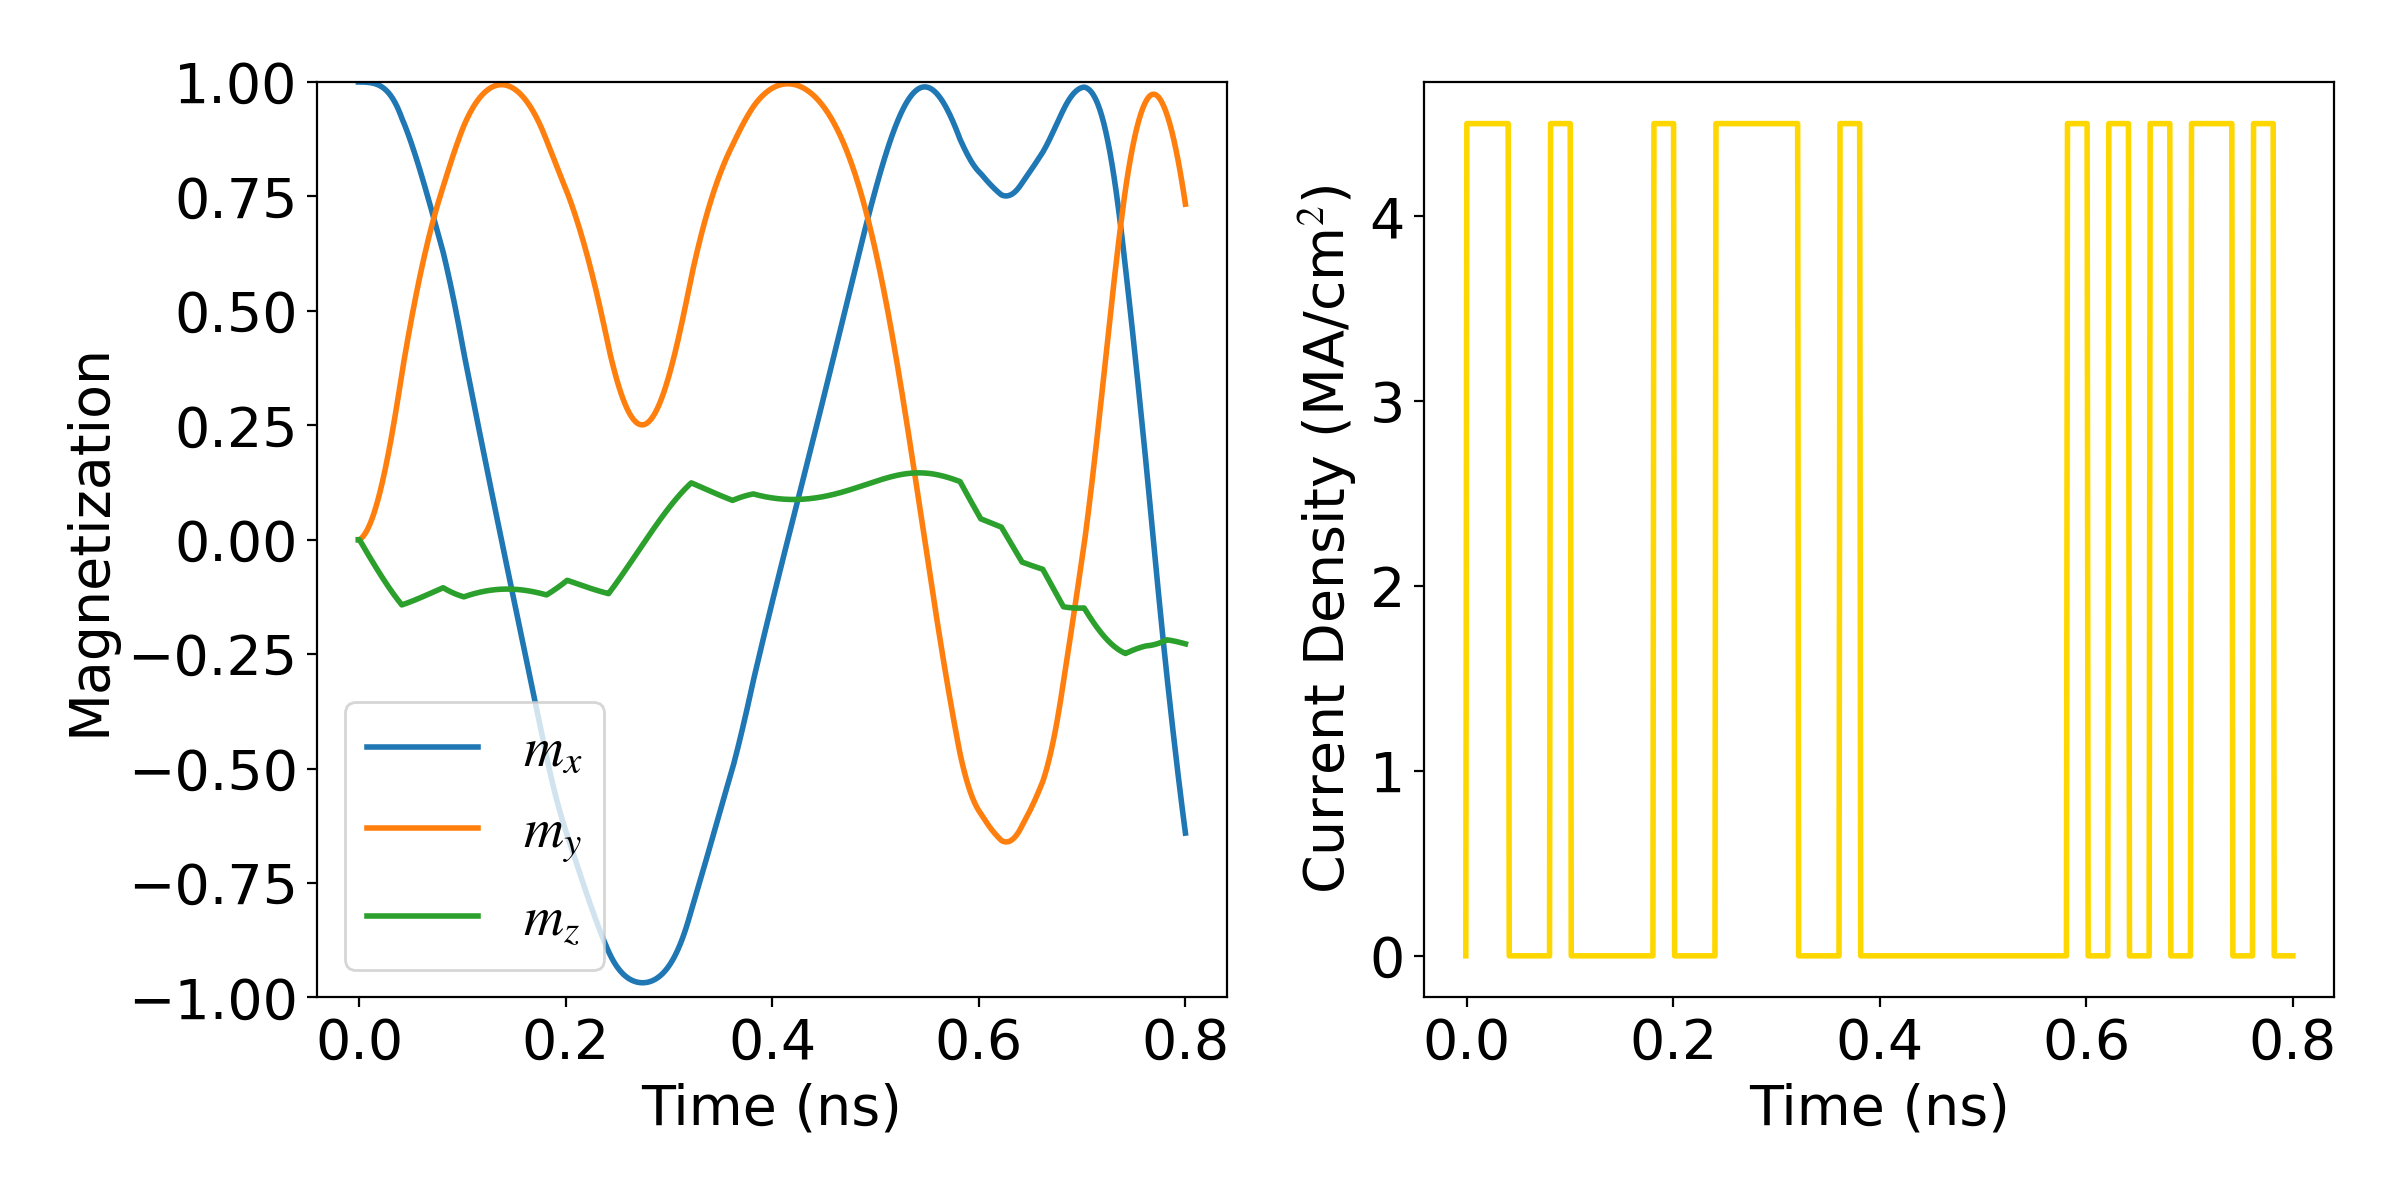 Magnetization
1.00
0.75
0.50
0.25
0.00
−0.25
−0.50
−0.75
−1.00
0.0 0.2 0.4 0.6 0.8
Time (ns)
mₓ
m_y
m_z
Current Density (MA/cm²)
4
3
2
1
0
0.0 0.2 0.4 0.6 0.8
Time (ns)